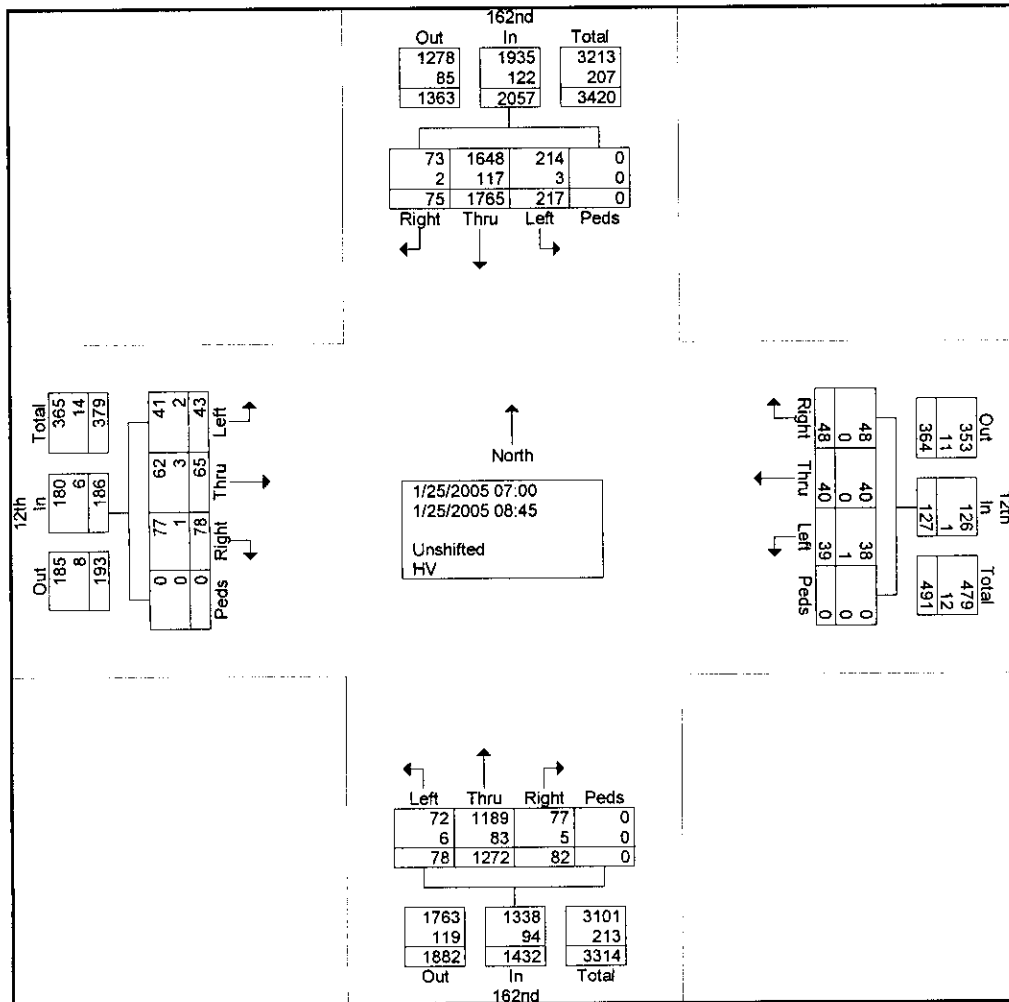 162nd
Out In Total
1278 1935 3213
85 122 207
1363 2057 3420
73 1648 214 0
2 117 3 0
75 1765 217 0
Right Thru Left Peds
12th
Total In Out
365 180 185
14 6 8
379 186 193
Left Thru Right Peds
41 62 77 0
2 3 1 0
43 65 78 0
North
1/25/2005 07:00
1/25/2005 08:45
Unshifted
HV
Right Thru Left Peds
48 40 38 0
0 0 1 0
48 40 39 0
12th
Out In Total
353 126 479
11 1 12
364 127 491
Left Thru Right Peds
72 1189 77 0
6 83 5 0
78 1272 82 0
1763 1338 3101
119 94 213
1882 1432 3314
Out In Total
162nd